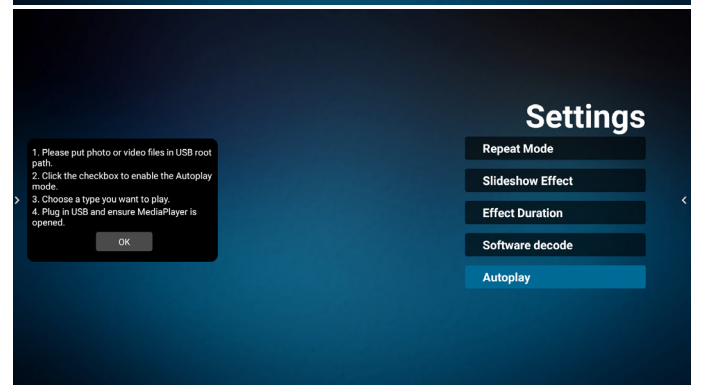 Settings
1. Please put photo or video files in USB root
path.
2. Click the checkbox to enable the Autoplay
mode.
3. Choose a type you want to play.
4. Plug in USB and ensure MediaPlayer is
opened.
OK
Repeat Mode
Slideshow Effect
Effect Duration
Software decode
Autoplay